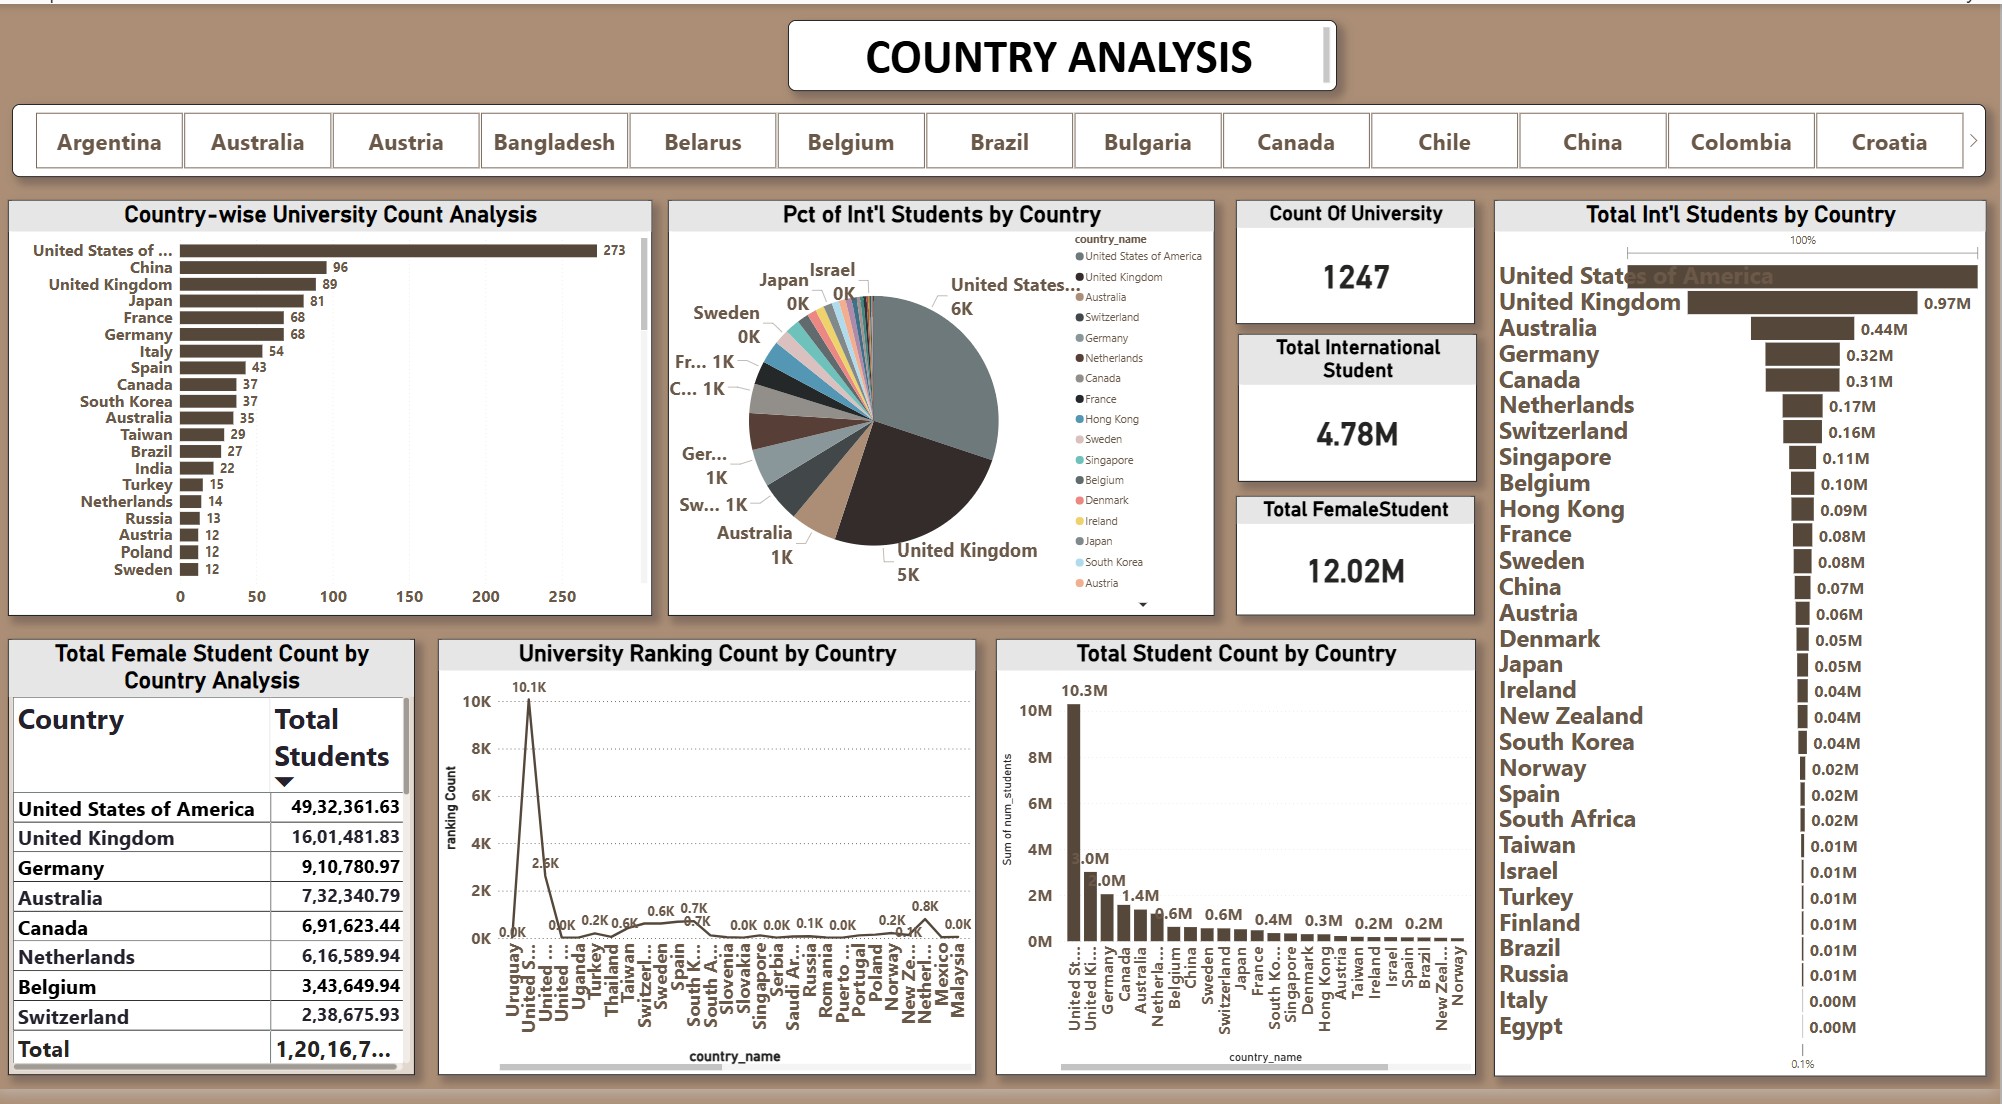 COUNTRY ANALYSIS
Argentina
Australia
Austria
Bangladesh
Belarus
Belgium
Brazil
Bulgaria
Canada
Chile
China
Colombia
Croatia
Country-wise University Count Analysis
United States of ... 273
China 96
United Kingdom 89
Japan 81
France 68
Germany 68
Italy 54
Spain 43
Canada 37
South Korea 37
Australia 35
Taiwan 29
Brazil 27
India 22
Turkey 15
Netherlands 14
Russia 13
Austria 12
Poland 12
Sweden 12
0 50 100 150 200 250
Pct of Int'l Students by Country
Israel
0K
Japan
0K
Sweden
0K
Fr... 1K
C... 1K
Ger...
1K
Sw... 1K
Australia
1K
United Kingdom
5K
United States...
6K
country_name
United States of America
United Kingdom
Australia
Switzerland
Germany
Netherlands
Canada
France
Hong Kong
Sweden
Singapore
Belgium
Denmark
Ireland
Japan
South Korea
Austria
Count Of University
1247
Total International
Student
4.78M
Total FemaleStudent
12.02M
Total Int'l Students by Country
100%
United States of America
United Kingdom 0.97M
Australia 0.44M
Germany 0.32M
Canada 0.31M
Netherlands 0.17M
Switzerland 0.16M
Singapore 0.11M
Belgium 0.10M
Hong Kong 0.09M
France 0.08M
Sweden 0.08M
China 0.07M
Austria 0.06M
Denmark 0.05M
Japan 0.05M
Ireland 0.04M
New Zealand 0.04M
South Korea 0.04M
Norway 0.02M
Spain 0.02M
South Africa 0.02M
Taiwan 0.01M
Israel 0.01M
Turkey 0.01M
Finland 0.01M
Brazil 0.01M
Russia 0.01M
Italy 0.00M
Egypt 0.00M
0.1%
Total Female Student Count by
Country Analysis
Country Total
Students
United States of America 49,32,361.63
United Kingdom 16,01,481.83
Germany 9,10,780.97
Australia 7,32,340.79
Canada 6,91,623.44
Netherlands 6,16,589.94
Belgium 3,43,649.94
Switzerland 2,38,675.93
Total 1,20,16,7...
University Ranking Count by Country
ranking Count
10K
8K
6K
4K
2K
0K
0.0K
10.1K
2.6K
0.0K
0.2K
0.6K
0.6K
0.7K
0.7K
0.0K
0.0K
0.1K
0.0K
0.2K
0.1K
0.8K
0.0K
Uruguay
United S...
United ...
United ...
Uganda
Turkey
Thailand
Taiwan
Switzerl...
Sweden
Spain
South K...
South A...
Slovenia
Slovakia
Singapore
Serbia
Saudi Ar...
Russia
Romania
Puerto ...
Portugal
Poland
Norway
New Ze...
Netherl...
Mexico
Malaysia
country_name
Total Student Count by Country
Sum of num_students
10M
8M
6M
4M
2M
0M
10.3M
3.0M
2.0M
1.4M
0.6M
0.6M
0.4M
0.3M
0.2M
0.2M
United St...
United Ki...
Germany
Canada
Australia
Netherla...
Belgium
China
Sweden
Switzerland
Japan
France
South Ko...
Singapore
Denmark
Hong Kong
Austria
Taiwan
Ireland
Israel
Spain
Brazil
New Zeal...
Norway
country_name